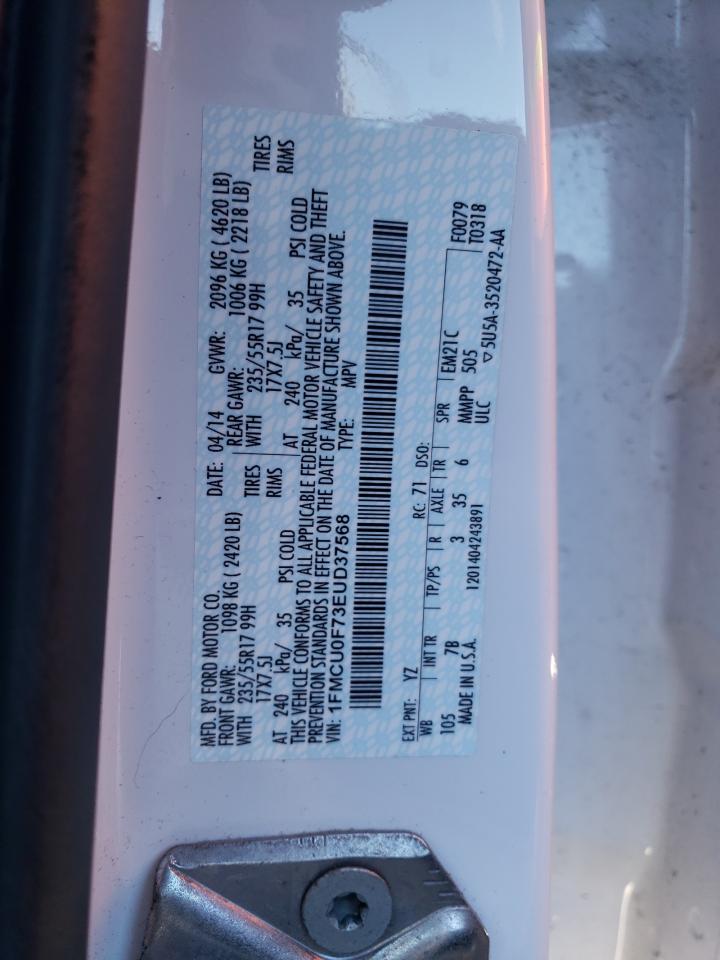 MFD. BY FORD MOTOR CO.
DATE: 04/14 GVWR: 2096 KG ( 4620 LB)
FRONT GAWR: 1098 KG ( 2420 LB) REAR GAWR: 1006 KG ( 2218 LB)
WITH 235/55R17 99H TIRES WITH 235/55R17 99H TIRES
17X7.5J RIMS 17X7.5J RIMS
AT 240 kPa/ 35 PSI COLD AT 240 kPa/ 35 PSI COLD
THIS VEHICLE CONFORMS TO ALL APPLICABLE FEDERAL MOTOR VEHICLE SAFETY AND THEFT
PREVENTION STANDARDS IN EFFECT ON THE DATE OF MANUFACTURE SHOWN ABOVE.
VIN: 1FMCU0F73EUD37568 TYPE: MPV
EXT PNT: YZ RC: 71 DSO: F0079
WB INT TR TP/PS R AXLE TR SPR EM21C T0318
105 7B 3 35 6 MMPP 505
MADE IN U.S.A. 1201404243891 ULC ▽5U5A-3520472-AA